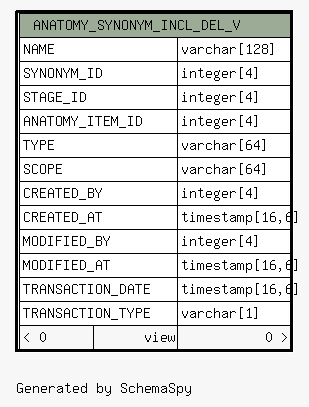 ANATOMY_SYNONYM_INCL_DEL_V
NAME varchar[128]
SYNONYM_ID integer[4]
STAGE_ID integer[4]
ANATOMY_ITEM_ID integer[4]
TYPE varchar[64]
SCOPE varchar[64]
CREATED_BY integer[4]
CREATED_AT timestamp[16,6]
MODIFIED_BY integer[4]
MODIFIED_AT timestamp[16,6]
TRANSACTION_DATE timestamp[16,6]
TRANSACTION_TYPE varchar[1]
< 0 view 0 >
Generated by SchemaSpy